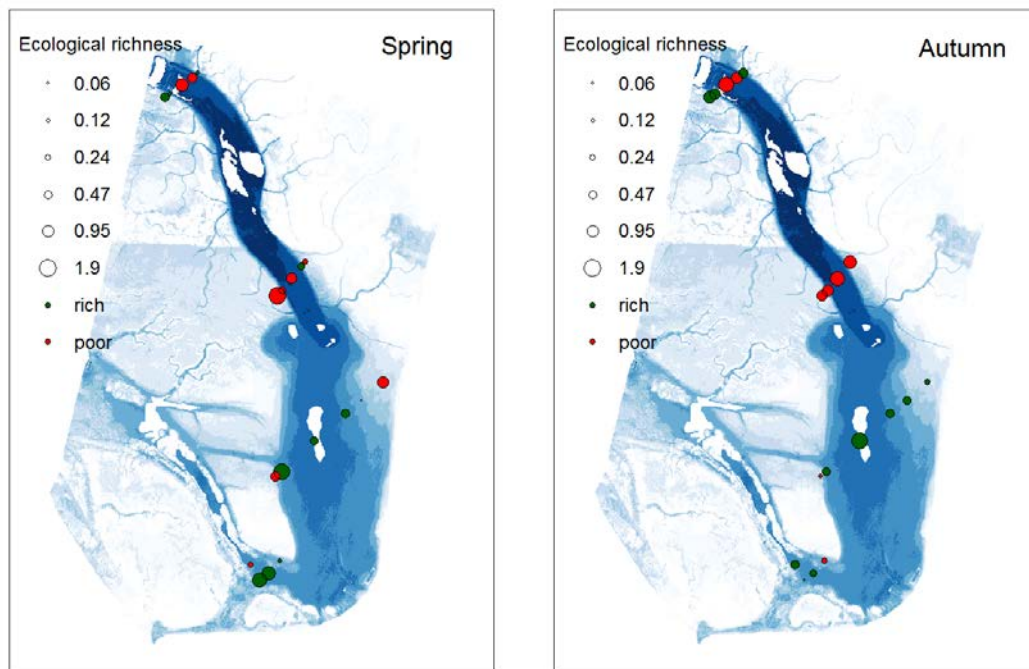 Ecological richness
Spring
0.06
0.12
0.24
0.47
0.95
1.9
rich
poor
Ecological richness
Autumn
0.06
0.12
0.24
0.47
0.95
1.9
rich
poor